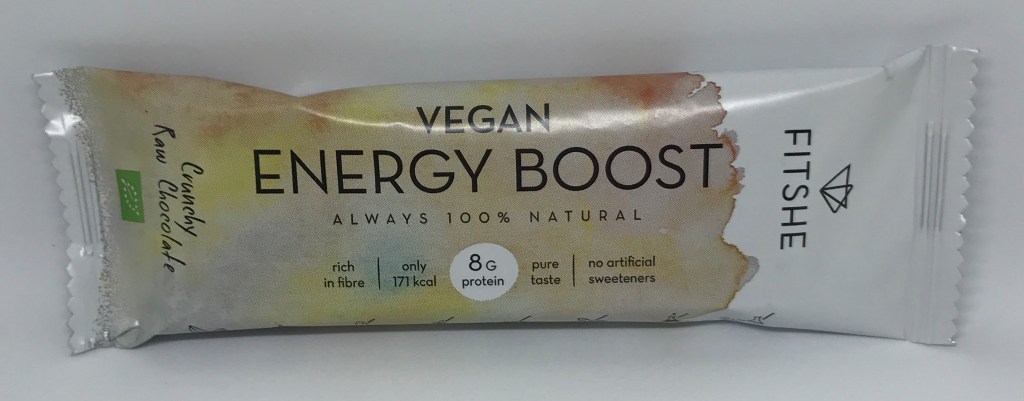 Crunchy
Raw Chocolate
VEGAN
ENERGY BOOST
ALWAYS 100% NATURAL
rich
in fibre
only
171 kcal
8G
protein
pure
taste
no artificial
sweeteners
FITSHE